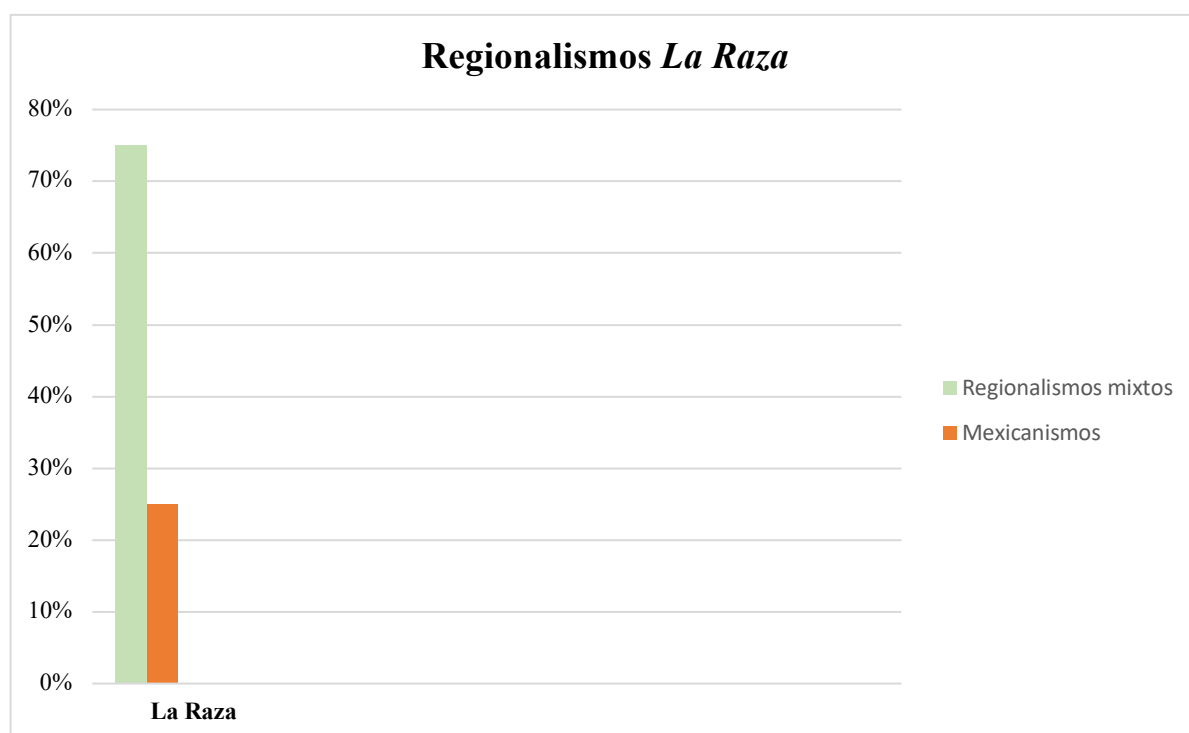 Regionalismos La Raza
80%
70%
60%
50%
40%
30%
20%
10%
0%
La Raza
Regionalismos mixtos
Mexicanismos